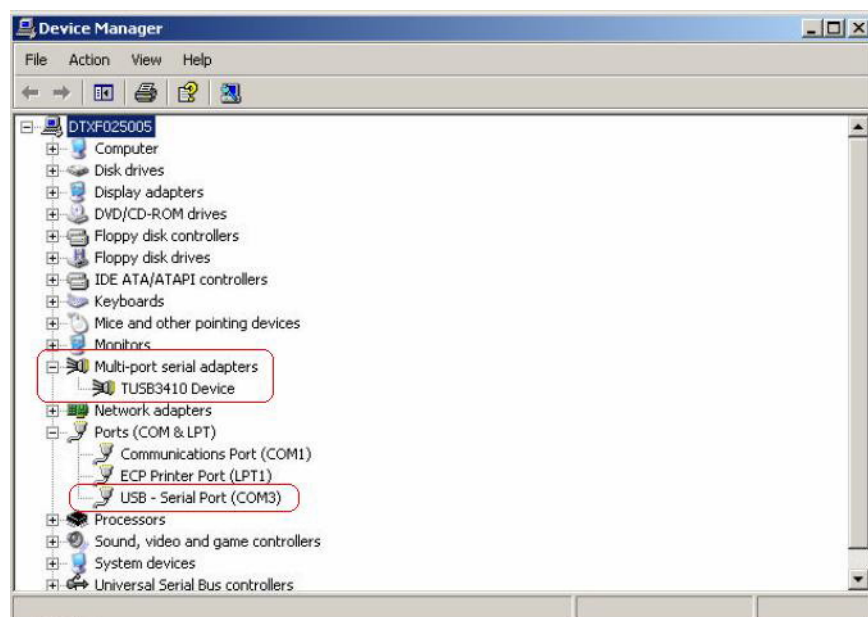 Device Manager
File Action View Help
DTXF025005
Computer
Disk drives
Display adapters
DVD/CD-ROM drives
Floppy disk controllers
Floppy disk drives
IDE ATA/ATAPI controllers
Keyboards
Mice and other pointing devices
Monitors
Multi-port serial adapters
TUSB3410 Device
Network adapters
Ports (COM & LPT)
Communications Port (COM1)
ECP Printer Port (LPT1)
USB - Serial Port (COM3)
Processors
Sound, video and game controllers
System devices
Universal Serial Bus controllers